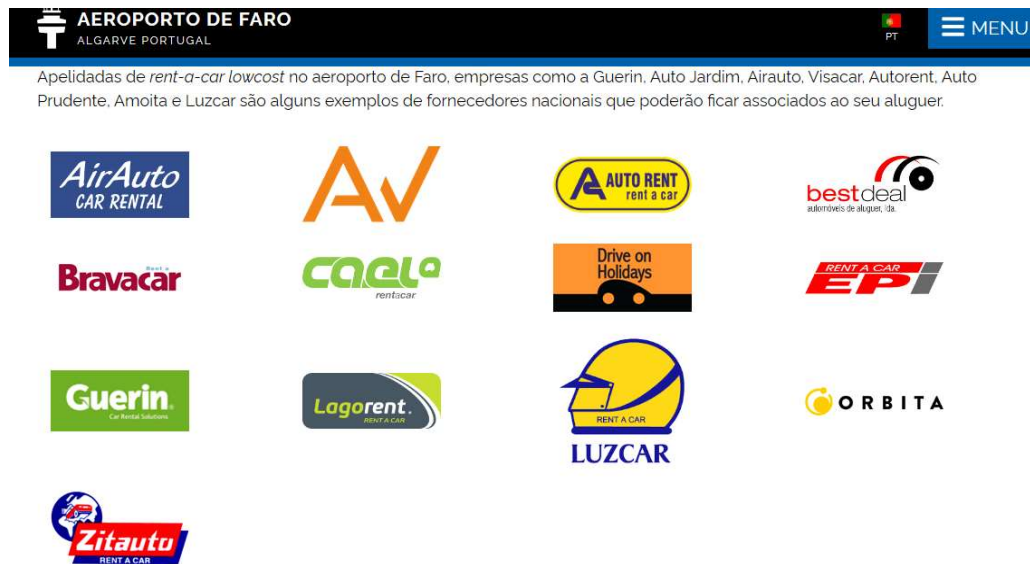 AEROPORTO DE FARO
ALGARVE PORTUGAL
PT
MENU
Apelidadas de rent-a-car lowcost no aeroporto de Faro, empresas como a Guerin, Auto Jardim, Airauto, Visacar, Autorent, Auto
Prudente, Amoita e Luzcar são alguns exemplos de fornecedores nacionais que poderão ficar associados ao seu aluguer.
AirAuto
CAR RENTAL
AV
AUTO RENT
rent a car
bestdeal
automóveis de aluguer, lda.
Rent a
Bravacar
caela
rentacar
Drive on
Holidays
RENT A CAR
EPI
Guerin.
Car Rental Solutions
Lagorent.
RENT A CAR
RENT A CAR
LUZCAR
ORBITA
Zitauto
RENT A CAR